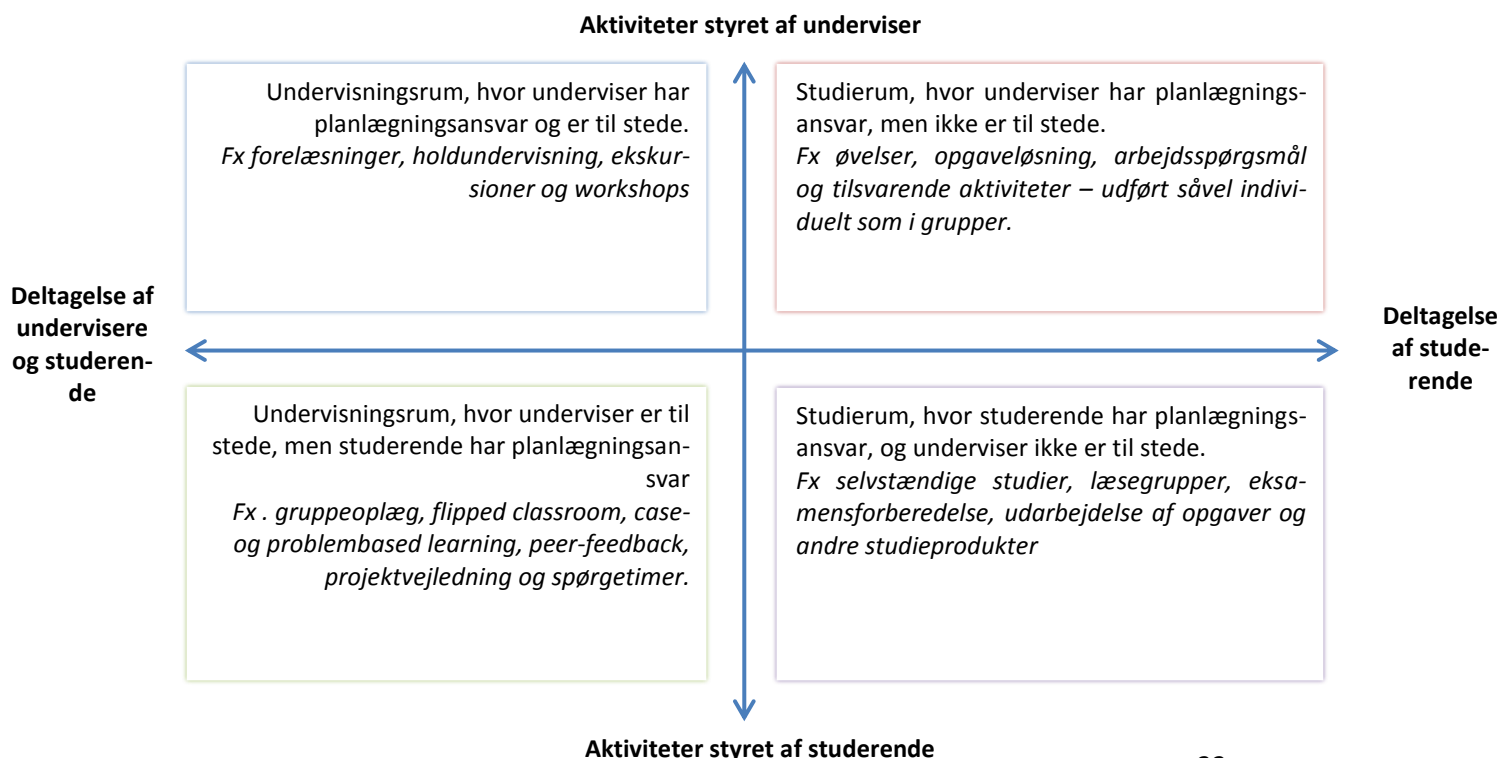 Aktiviteter styret af underviser
Undervisningsrum, hvor underviser har
planlægningsansvar og er til stede.
Fx forelæsninger, holdundervisning, ekskur-
sioner og workshops
Studierum, hvor underviser har planlægnings-
ansvar, men ikke er til stede.
Fx øvelser, opgaveløsning, arbejdsspørgsmål
og tilsvarende aktiviteter – udført såvel indivi-
duelt som i grupper.
Deltagelse af
undervisere
og studeren-
de
Deltagelse
af stude-
rende
Undervisningsrum, hvor underviser er til
stede, men studerende har planlægningsan-
svar
Fx . gruppeoplæg, flipped classroom, case-
og problembased learning, peer-feedback,
projektvejledning og spørgetimer.
Studierum, hvor studerende har planlægnings-
ansvar, og underviser ikke er til stede.
Fx selvstændige studier, læsegrupper, eksa-
mensforberedelse, udarbejdelse af opgaver og
andre studieprodukter
Aktiviteter styret af studerende